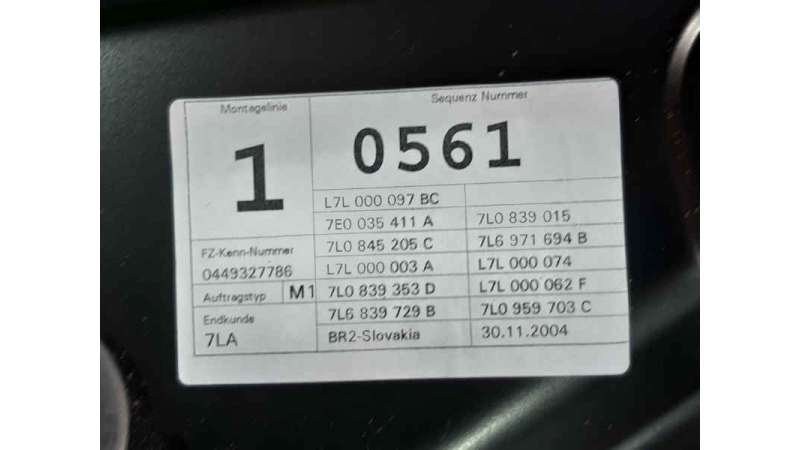 Montagelinie
1
Sequenz Nummer
0561
FZ-Kenn-Nummer
0449327786
Auftragstyp M1
Endkunde
7LA
L7L 000 097 BC
7E0 035 411 A 7L0 839 015
7L0 845 205 C 7L6 971 694 B
L7L 000 003 A L7L 000 074
7L0 839 353 D L7L 000 062 F
7L6 839 729 B 7L0 959 703 C
BR2-Slovakia 30.11.2004